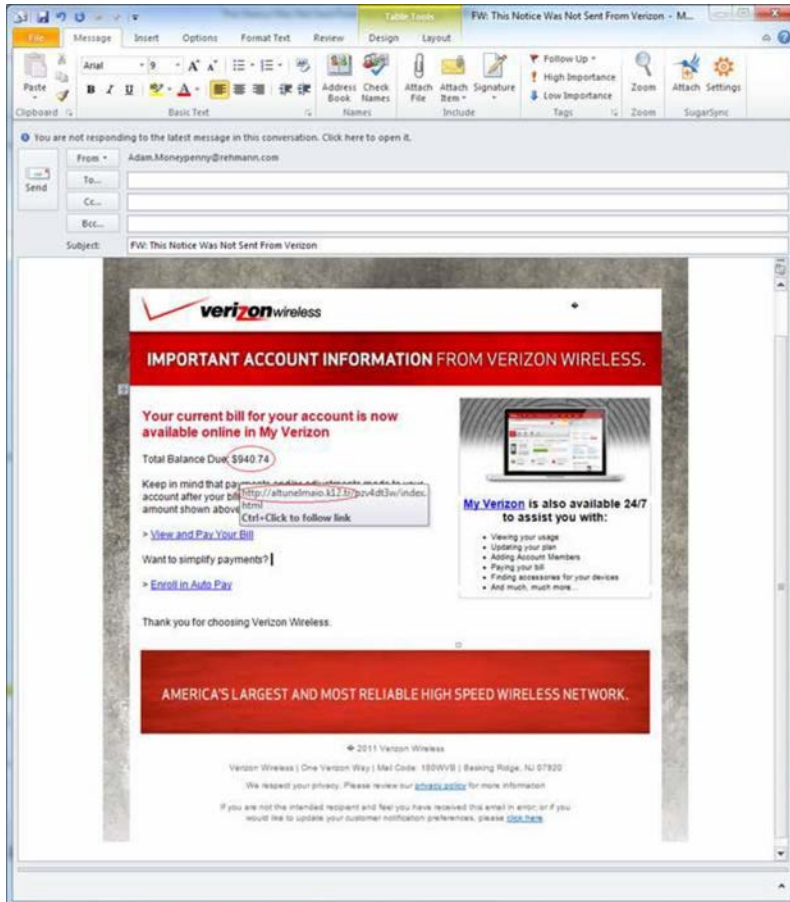 Table Tools
FW: This Notice Was Not Sent From Verizon - M...
File Message Insert Options Format Text Review Design Layout
Paste
Arial 9
B I U
Address Book
Check Names
Attach File
Attach Item
Signature
Follow Up
High Importance
Low Importance
Zoom
Attach Settings
Clipboard Basic Text Names Include Tags Zoom SugarSync
You are not responding to the latest message in this conversation. Click here to open it.
Send
From Adam.Moneypenny@rehmann.com
To...
Cc...
Bcc...
Subject: FW: This Notice Was Not Sent From Verizon
verizonwireless
IMPORTANT ACCOUNT INFORMATION FROM VERIZON WIRELESS.
Your current bill for your account is now
available online in My Verizon
Total Balance Due: $940.74
Keep in mind that payments and/or adjustments made to your
account after your bill
amount shown above
html
Ctrl+Click to follow link
> View and Pay Your Bill
Want to simplify payments?
> Enroll in Auto Pay
Thank you for choosing Verizon Wireless.
My Verizon is also available 24/7
to assist you with:
• Viewing your usage
• Updating your plan
• Adding Account Members
• Paying your bill
• Finding accessories for your devices
• And much, much more...
AMERICA'S LARGEST AND MOST RELIABLE HIGH SPEED WIRELESS NETWORK.
� 2011 Verizon Wireless
Verizon Wireless | One Verizon Way | Mail Code: 180WVB | Basking Ridge, NJ 07920
We respect your privacy. Please review our privacy policy for more information
If you are not the intended recipient and feel you have received this email in error; or if you
would like to update your customer notification preferences, please click here.